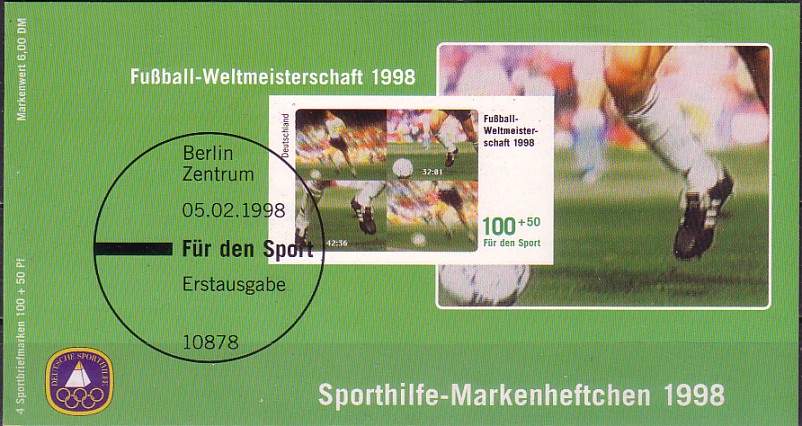 4 Sportbriefmarken 100 + 50 Pf
Markenwert 6,00 DM
Fußball-Weltmeisterschaft 1998
Deutschland
32:01
42:36
Fußball-
Weltmeister-
schaft 1998
100 +50
Für den Sport
Berlin
Zentrum
05.02.1998
Für den Sport
Erstausgabe
10878
DEUTSCHE SPORTHILFE
Sporthilfe-Markenheftchen 1998